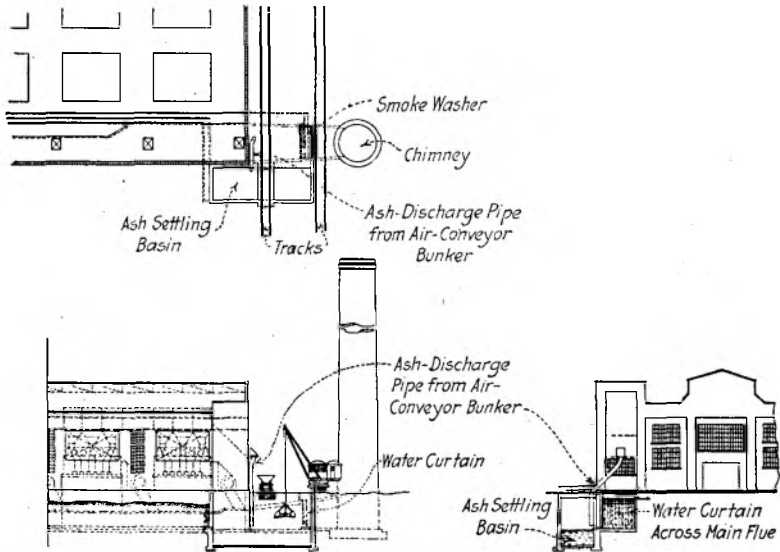 Smoke Washer
Chimney
Ash-Discharge Pipe
from Air-Conveyor
Bunker
Ash Settling
Basin
Tracks
Ash-Discharge
Pipe from Air-
Conveyor Bunker
Water Curtain
Ash Settling
Basin
Water Curtain
Across Main Flue